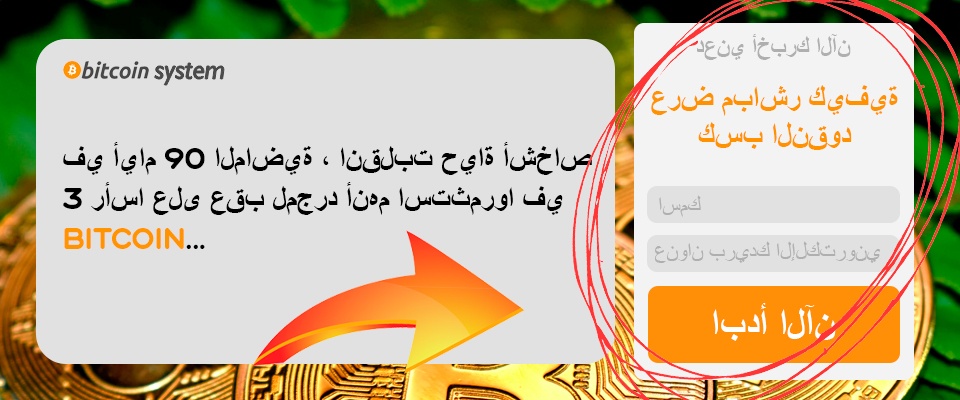 bitcoin system
في أيام 90 الماضية ، انقلبت حياة أشخاص
3 رأسا على عقب لمجرد أنهم استثمروا في
BITCOIN...
دعني أخبرك الآن
عرض مباشر كيفية
كسب النقود
اسمك
عنوان بريدك الإلكتروني
ابدأ الآن